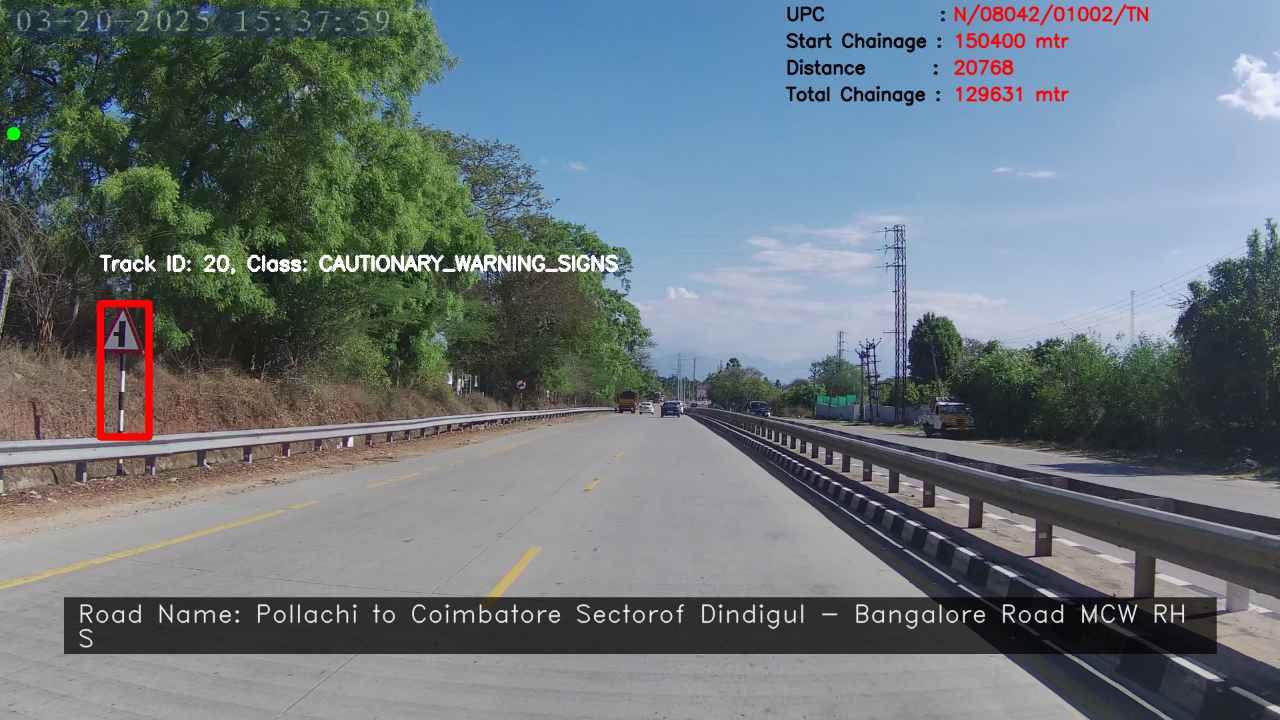 03-20-2025 15:37:59
UPC : N/08042/01002/TN
Start Chainage : 150400 mtr
Distance : 20768
Total Chainage : 129631 mtr
Track ID: 20, Class: CAUTIONARY_WARNING_SIGNS
Road Name: Pollachi to Coimbatore Sectorof Dindigul - Bangalore Road MCW RH
S